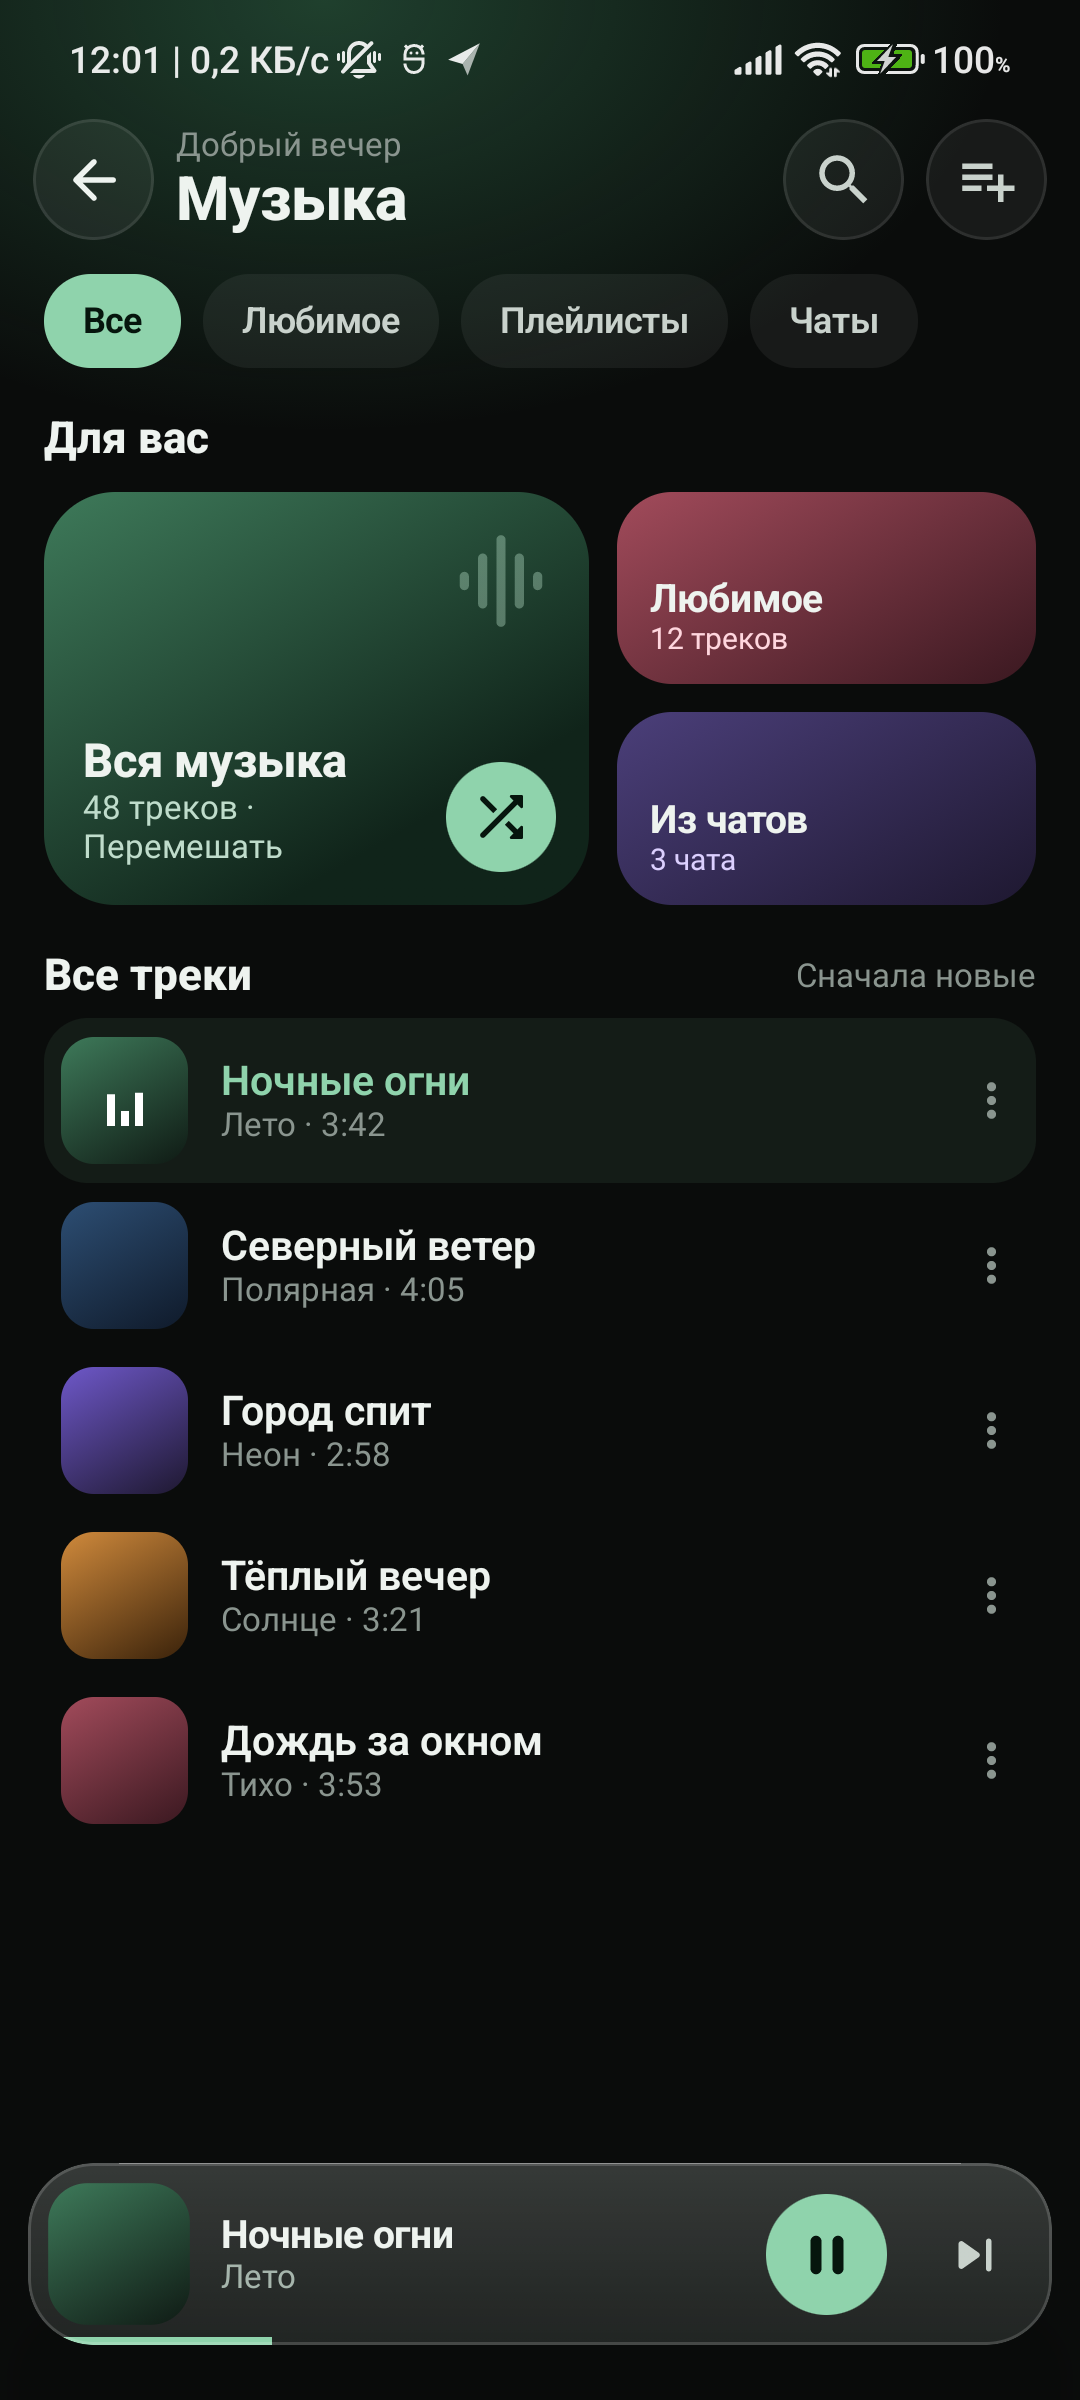 12:01 | 0,2 КБ/с
100%
Добрый вечер
Музыка
Все
Любимое
Плейлисты
Чаты
Для вас
Вся музыка
48 треков ·
Перемешать
Любимое
12 треков
Из чатов
3 чата
Все треки
Сначала новые
Ночные огни
Лето · 3:42
Северный ветер
Полярная · 4:05
Город спит
Неон · 2:58
Тёплый вечер
Солнце · 3:21
Дождь за окном
Тихо · 3:53
Ночные огни
Лето